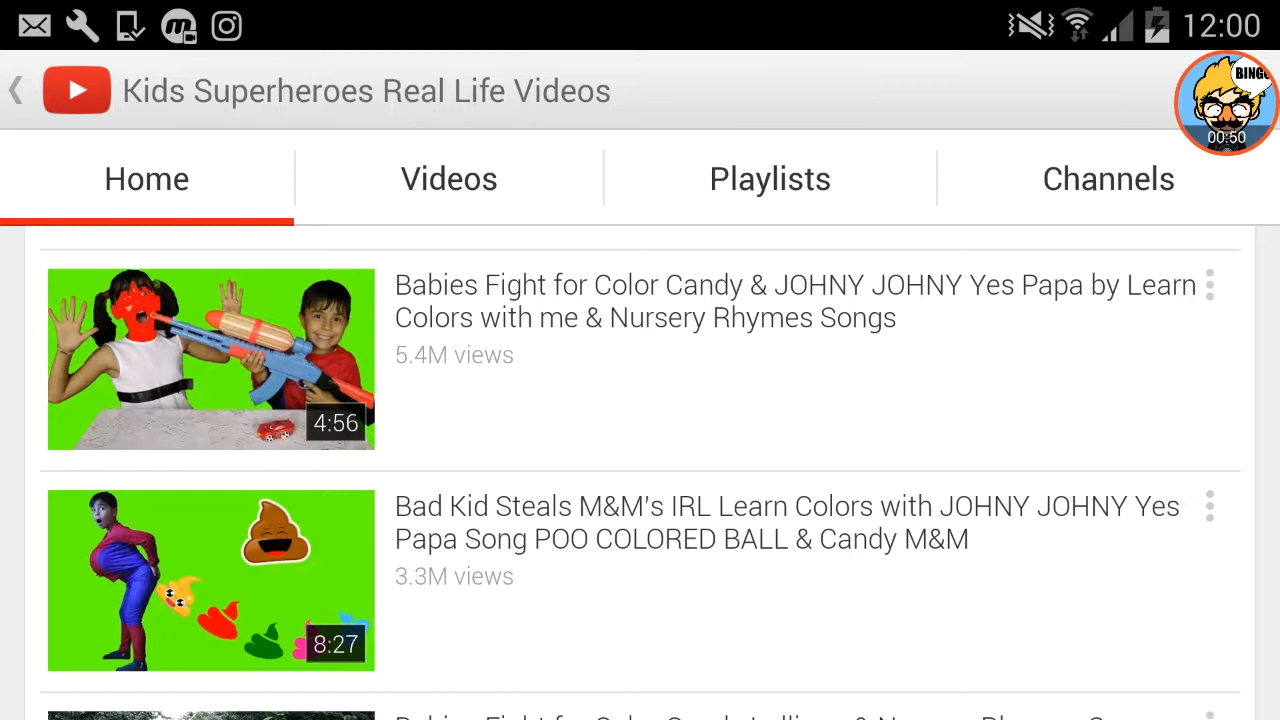 12:00
Kids Superheroes Real Life Videos
BINGO
00:50
Home
Videos
Playlists
Channels
Babies Fight for Color Candy & JOHNY JOHNY Yes Papa by Learn
Colors with me & Nursery Rhymes Songs
5.4M views
4:56
Bad Kid Steals M&M's IRL Learn Colors with JOHNY JOHNY Yes
Papa Song POO COLORED BALL & Candy M&M
3.3M views
8:27